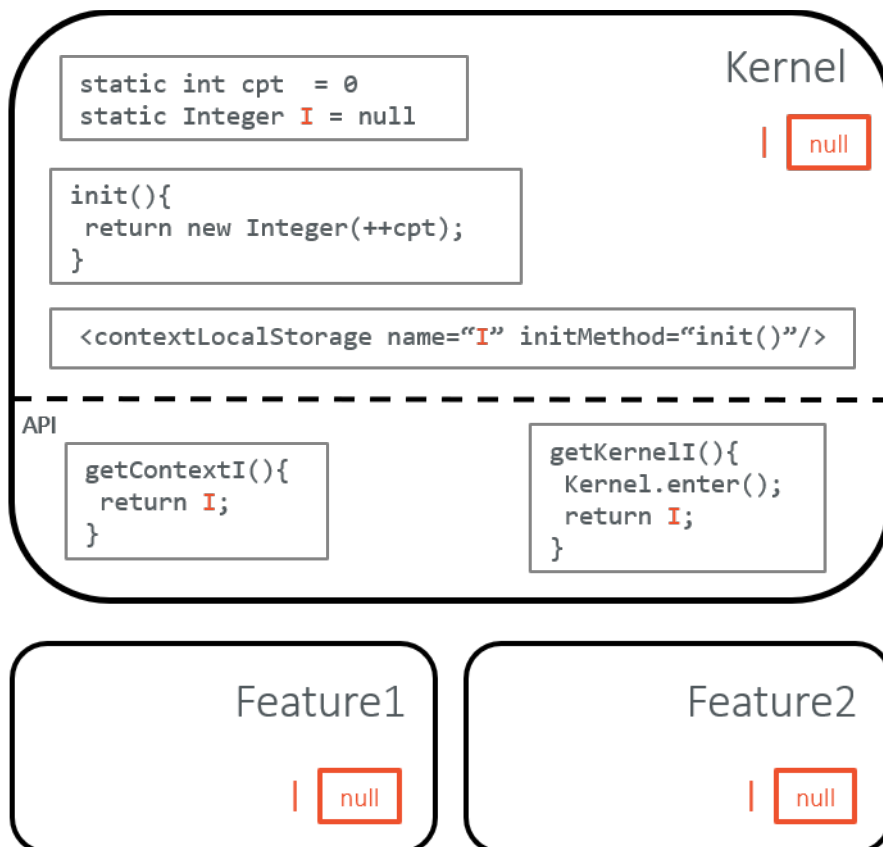 Kernel
static int cpt = 0
static Integer I = null
I null
init(){
return new Integer(++cpt);
}
<contextLocalStorage name=“I” initMethod=“init()”/>
API
getContextI(){
return I;
}
getKernelI(){
Kernel.enter();
return I;
}
Feature1
I null
Feature2
I null